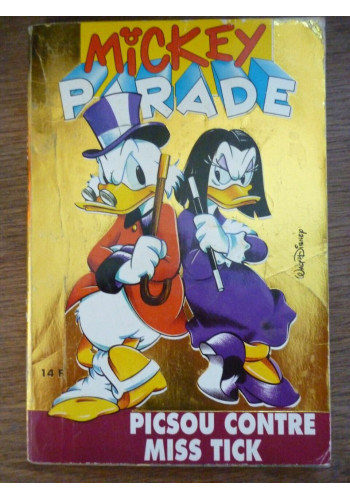 MiCKEY
PARADE
WALT DISNEY
14 F
PICSOU CONTRE
MISS TICK